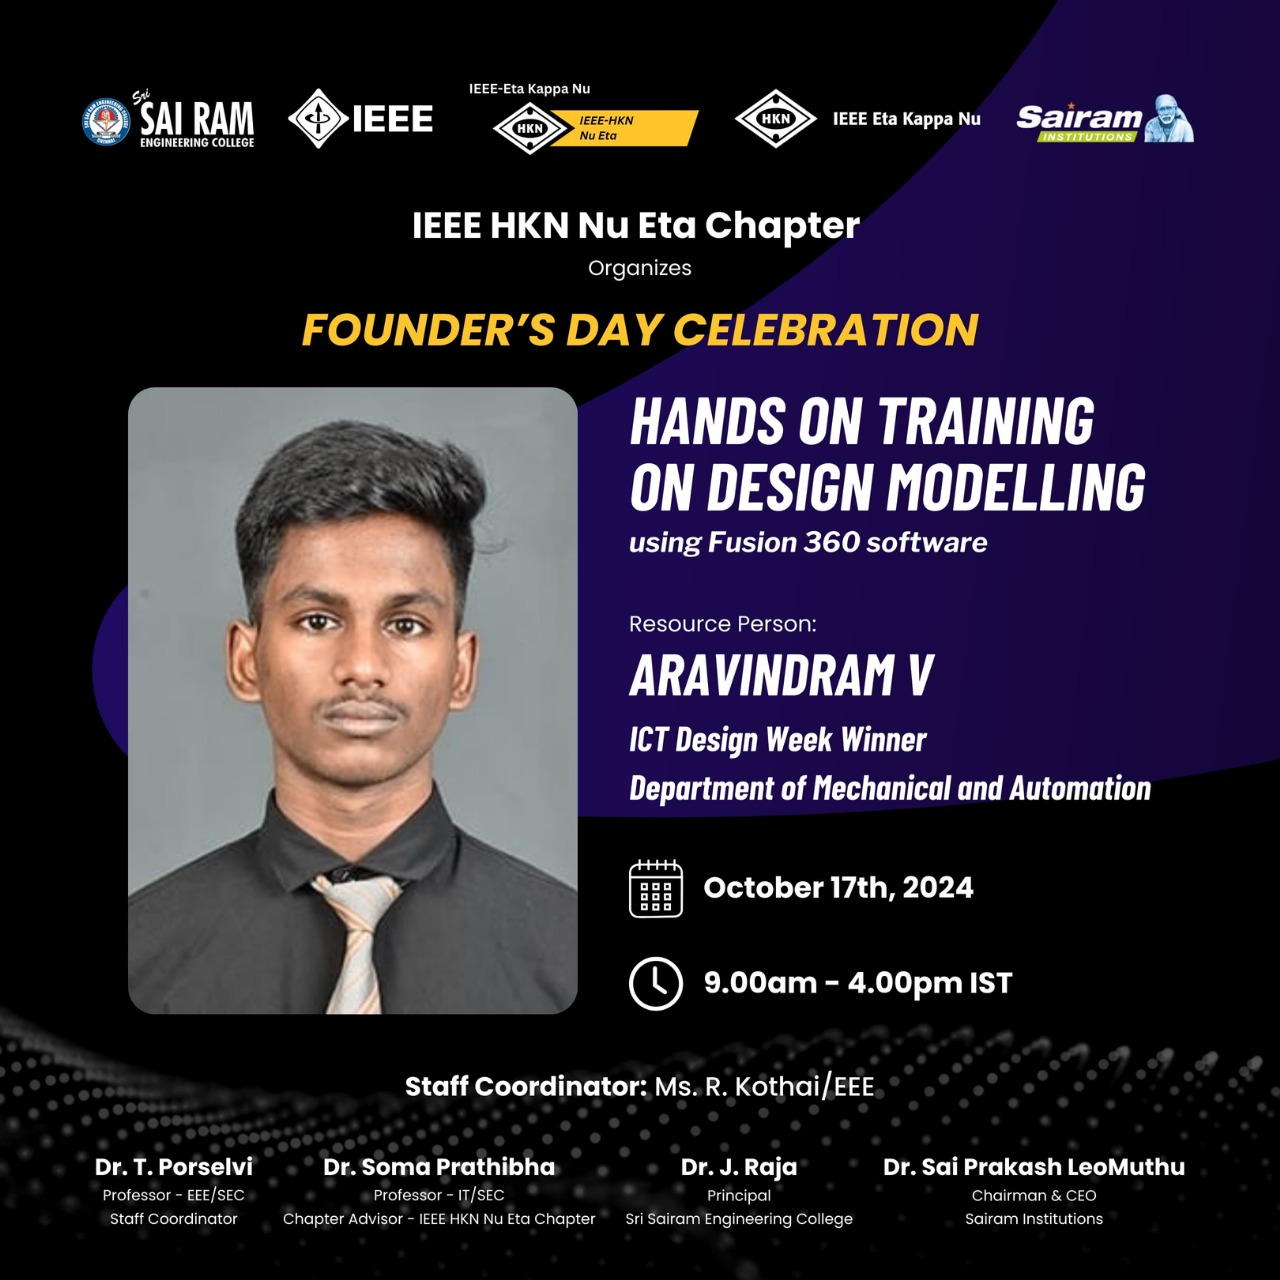 Sri
SAI RAM
ENGINEERING COLLEGE
IEEE
IEEE-Eta Kappa Nu
HKN
IEEE-HKN
Nu Eta
HKN
IEEE Eta Kappa Nu
Sairam
INSTITUTIONS
IEEE HKN Nu Eta Chapter
Organizes
FOUNDER’S DAY CELEBRATION
HANDS ON TRAINING
ON DESIGN MODELLING
using Fusion 360 software
Resource Person:
ARAVINDRAM V
ICT Design Week Winner
Department of Mechanical and Automation
October 17th, 2024
9.00am - 4.00pm IST
Staff Coordinator: Ms. R. Kothai/EEE
Dr. T. Porselvi
Professor - EEE/SEC
Staff Coordinator
Dr. Soma Prathibha
Professor - IT/SEC
Chapter Advisor - IEEE HKN Nu Eta Chapter
Dr. J. Raja
Principal
Sri Sairam Engineering College
Dr. Sai Prakash LeoMuthu
Chairman & CEO
Sairam Institutions